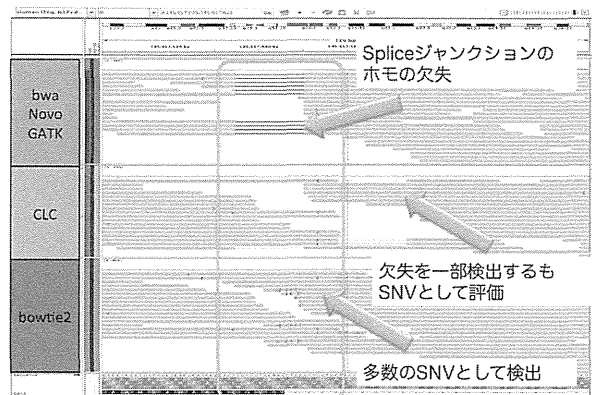 Spliceジャンクションの
ホモの欠失
bwa
Novo
GATK
CLC
欠失を一部検出するも
SNVとして評価
bowtie2
多数のSNVとして検出